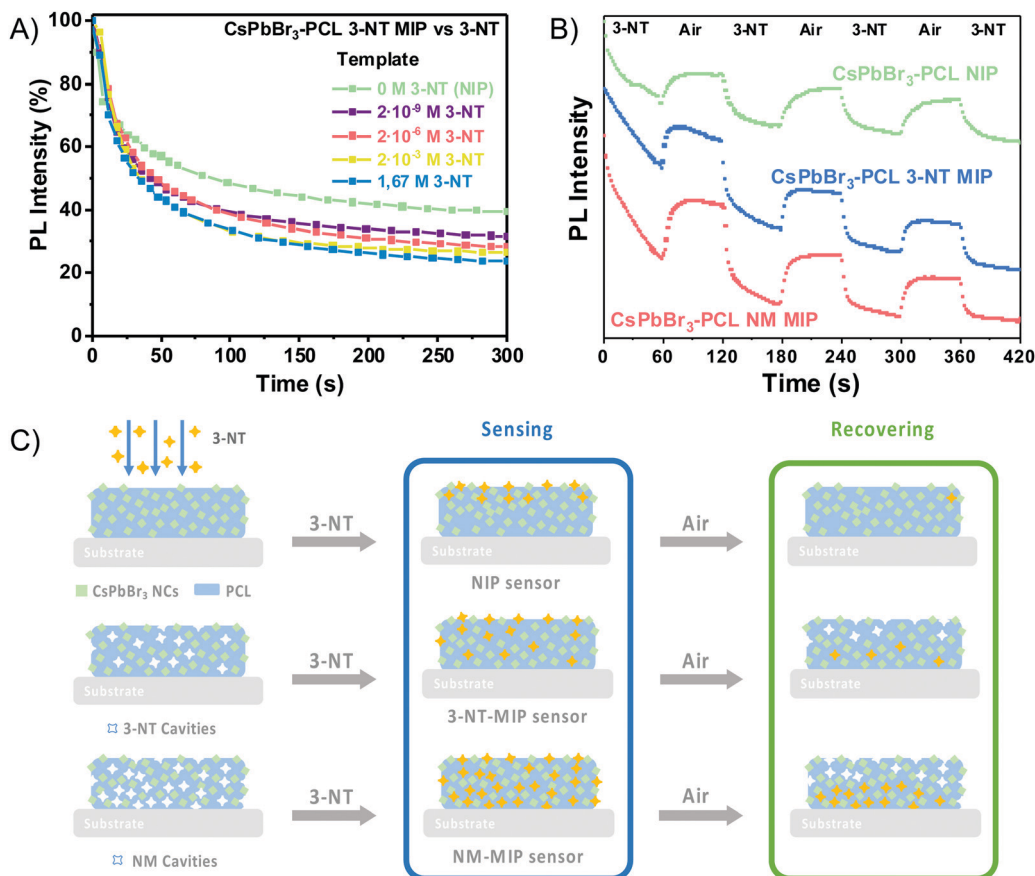 A)
CsPbBr₃-PCL 3-NT MIP vs 3-NT
Template
0 M 3-NT (NIP)
2·10⁻⁹ M 3-NT
2·10⁻⁶ M 3-NT
2·10⁻³ M 3-NT
1,67 M 3-NT
PL Intensity (%)
100
80
60
40
20
0
0 50 100 150 200 250 300
Time (s)
B)
3-NT Air 3-NT Air 3-NT Air 3-NT
CsPbBr₃-PCL NIP
CsPbBr₃-PCL 3-NT MIP
CsPbBr₃-PCL NM MIP
PL Intensity
0 60 120 180 240 300 360 420
Time (s)
C)
3-NT
Sensing
Recovering
Substrate
3-NT
Air
NIP sensor
CsPbBr₃ NCs
PCL
Substrate
3-NT
Air
3-NT-MIP sensor
3-NT Cavities
Substrate
3-NT
Air
NM-MIP sensor
NM Cavities